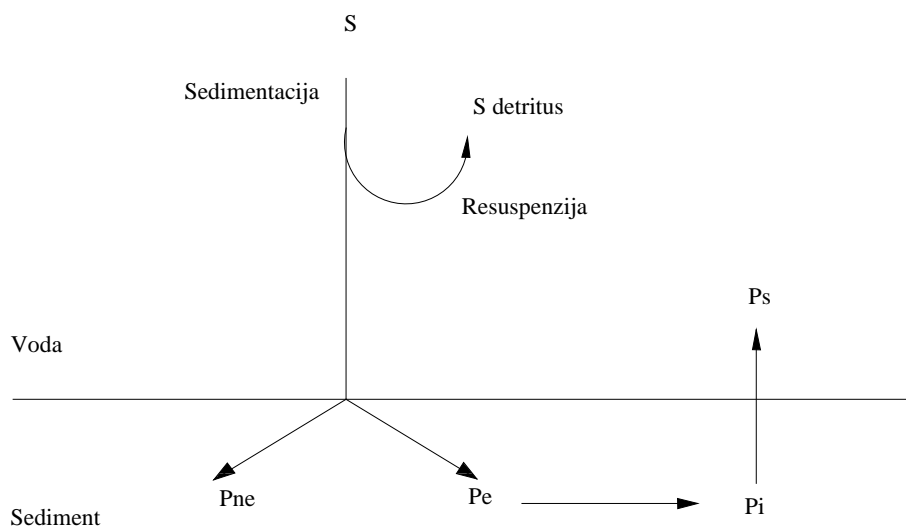 S
Sedimentacija
S detritus
Resuspenzija
Ps
Voda
Pne
Pe
Pi
Sediment